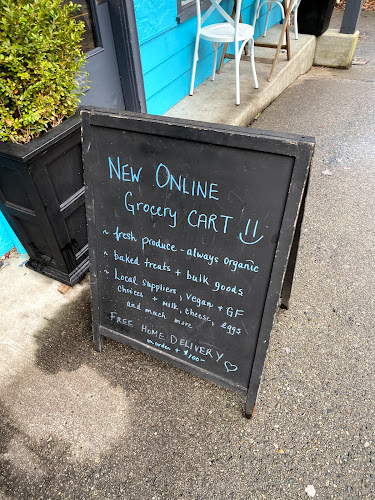 NEW ONLINE
Grocery CART !!
~ fresh produce - always organic
~ baked treats + bulk goods
~ Local suppliers, vegan + GF
choices + milk, cheese, eggs
and much more
FREE HOME DELIVERY
on orders + $100-